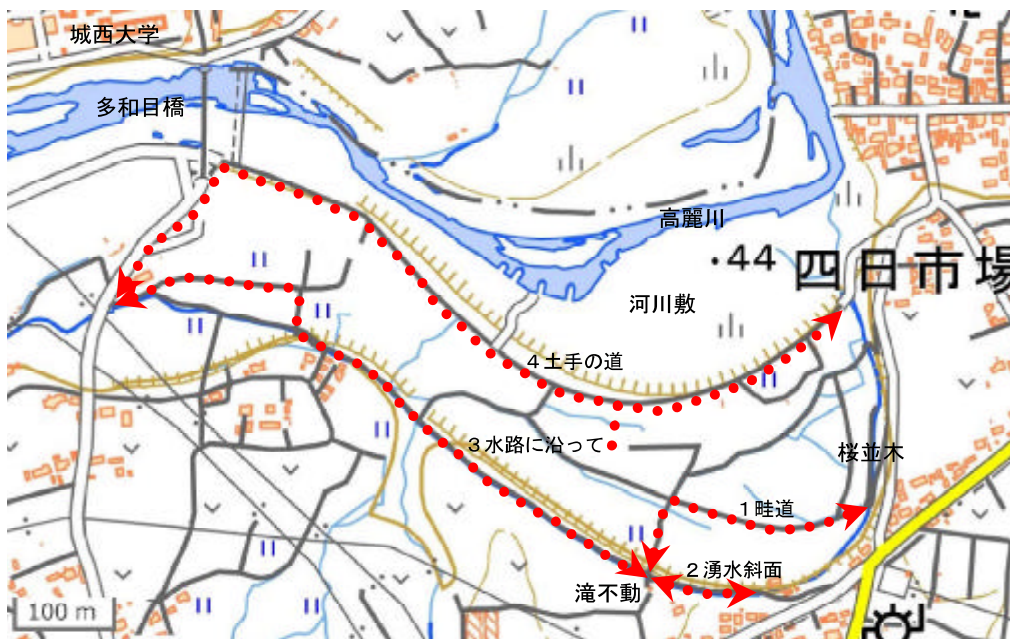 城西大学
多和目橋
高麗川
・44 四日市場
河川敷
4土手の道
3水路に沿って
桜並木
1畦道
2湧水斜面
滝不動
100 m